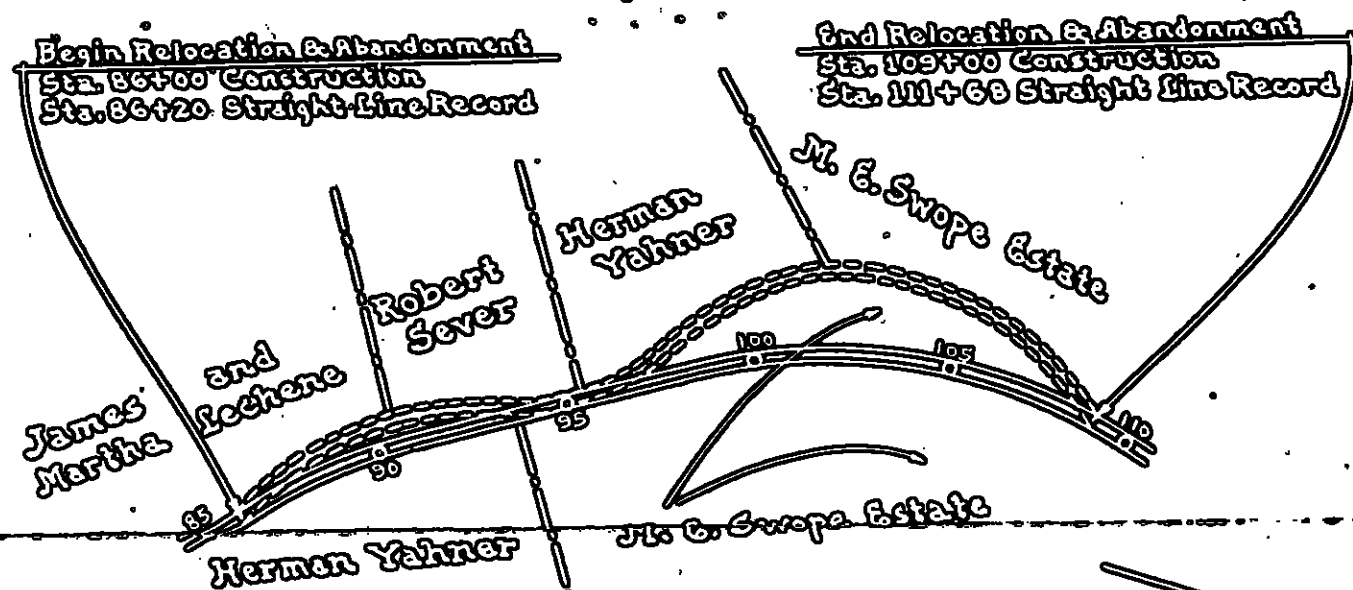 Begin Relocation & Abandonment
Sta. 86+00 Construction
Sta. 86+20 Straight Line Record
End Relocation & Abandonment
Sta. 109+00 Construction
Sta. 111+68 Straight Line Record
James
and
Martha Lechene
Robert
Sever
Herman
Yahner
M. E. Swope Estate
85
90
95
100
105
110
Herman Yahner
M. E. Swope Estate